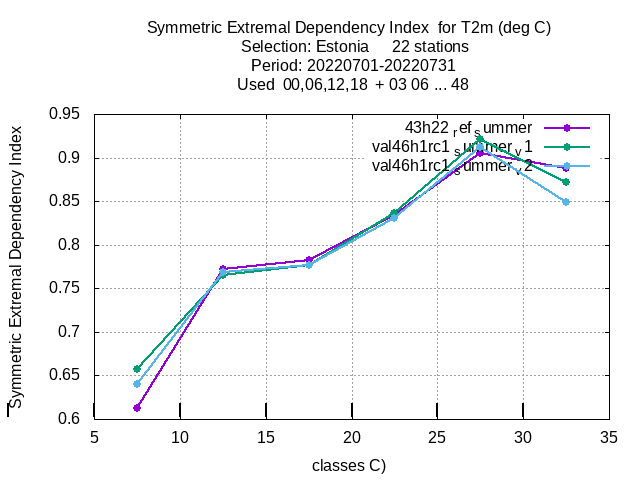 Symmetric Extremal Dependency Index  for T2m (deg C)
Selection: Estonia     22 stations
Period: 20220701-20220731
Used  00,06,12,18  + 03 06 ... 48
Symmetric Extremal Dependency Index
0.95
0.9
0.85
0.8
0.75
0.7
0.65
0.6
43h22 ref summer
val46h1rc1 summer v1
val46h1rc1 summer v2
5 10 15 20 25 30 35
classes C)